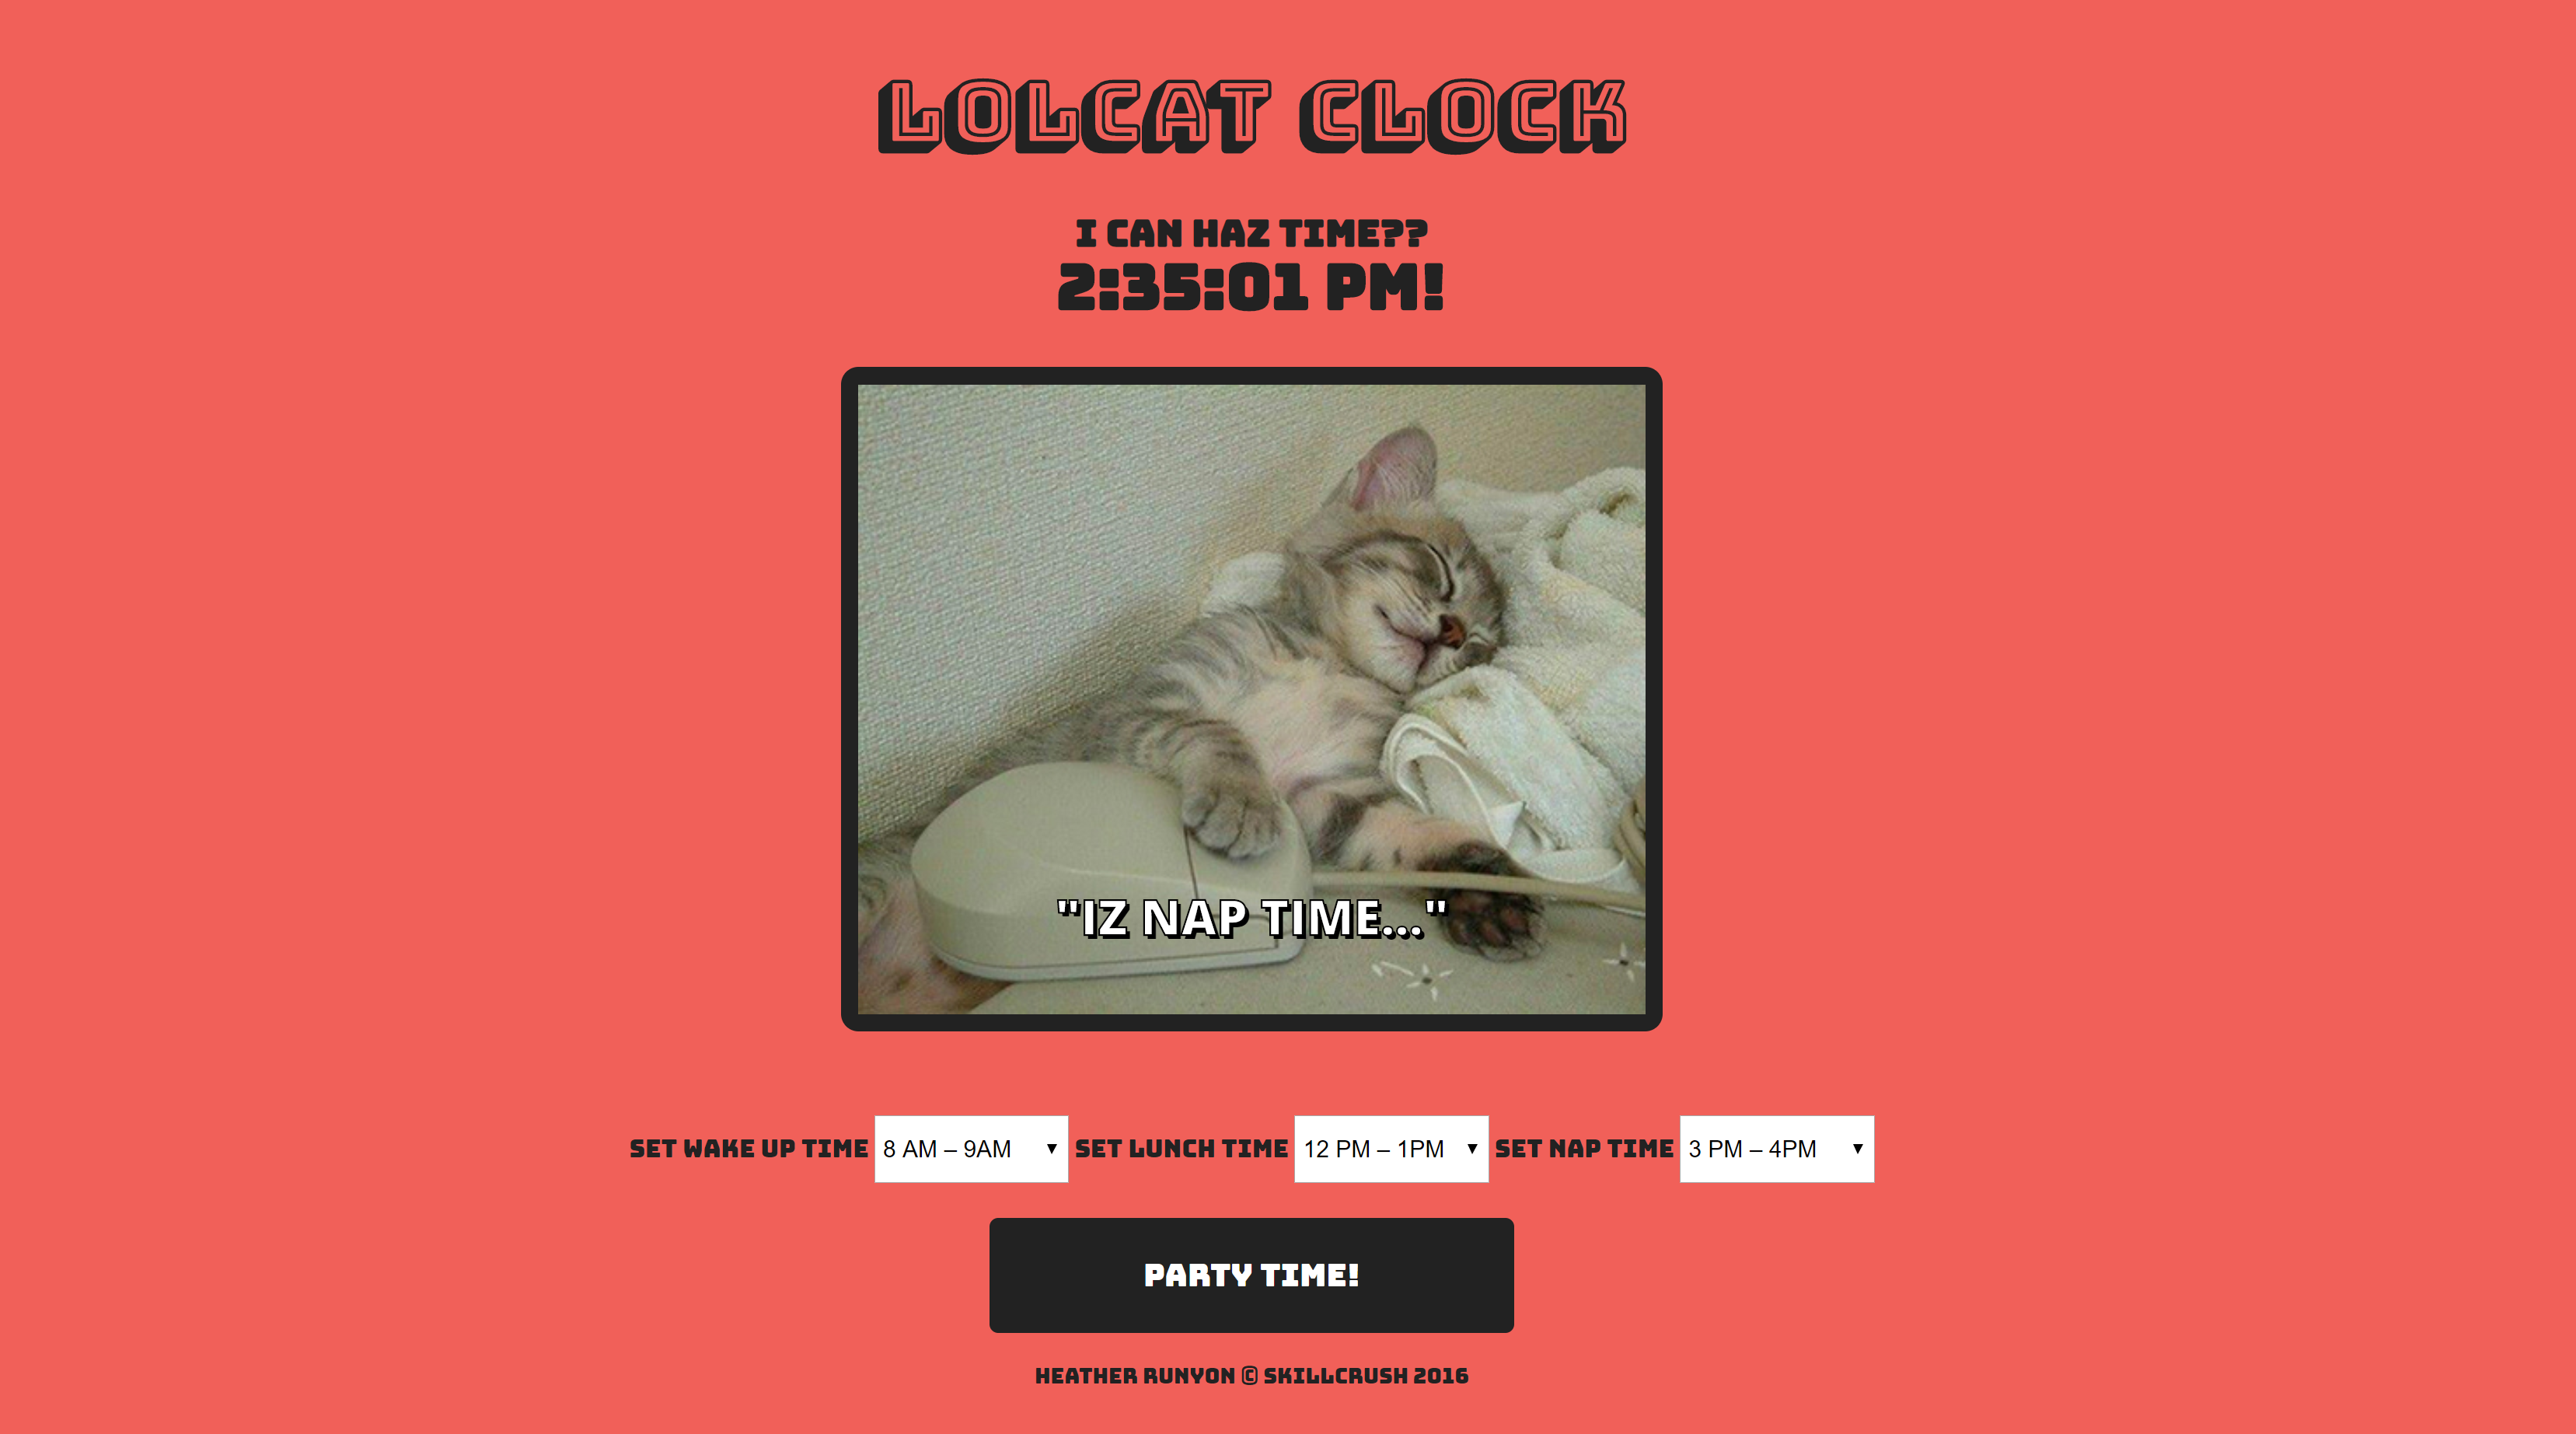 LOLCAT CLOCK
I CAN HAZ TIME??
2:35:01 PM!
"IZ NAP TIME..."
SET WAKE UP TIME 8 AM – 9AM SET LUNCH TIME 12 PM – 1PM SET NAP TIME 3 PM – 4PM
PARTY TIME!
HEATHER RUNYON © SKILLCRUSH 2016